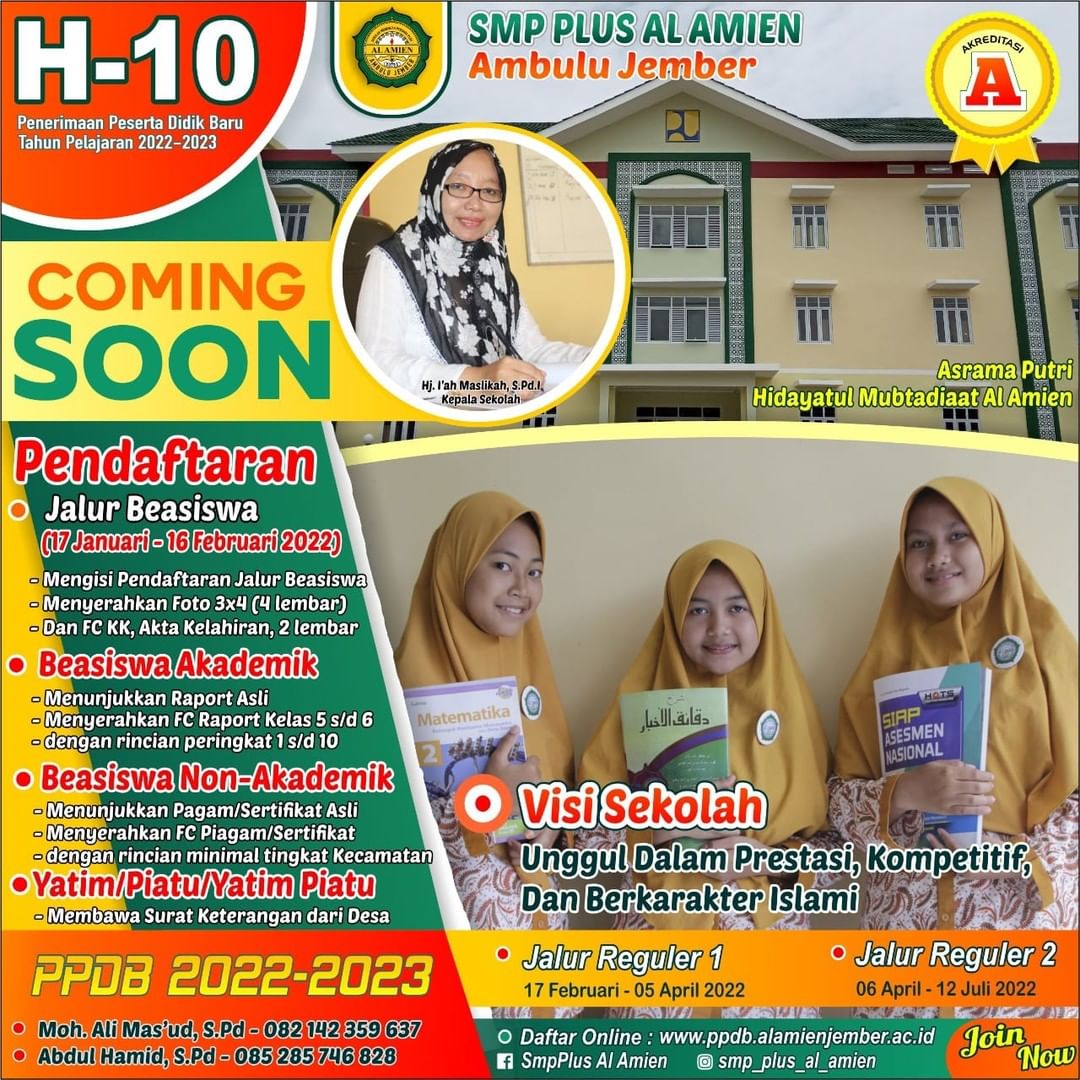 H-10
Penerimaan Peserta Didik Baru
Tahun Pelajaran 2022-2023
AL AMIEN
AMBULU JEMBER
SMP PLUS AL AMIEN
Ambulu Jember
AKREDITASI
A
COMING
SOON
Hj. I'ah Maslikah, S.Pd.I,
Kepala Sekolah
Asrama Putri
Hidayatul Mubtadiaat Al Amien
Pendaftaran
• Jalur Beasiswa
(17 Januari - 16 Februari 2022)
- Mengisi Pendaftaran Jalur Beasiswa
- Menyerahkan Foto 3x4 (4 lembar)
- Dan FC KK, Akta Kelahiran, 2 lembar
• Beasiswa Akademik
- Menunjukkan Raport Asli
- Menyerahkan FC Raport Kelas 5 s/d 6
- dengan rincian peringkat 1 s/d 10
• Beasiswa Non-Akademik
- Menunjukkan Pagam/Sertifikat Asli
- Menyerahkan FC Piagam/Sertifikat
- dengan rincian minimal tingkat Kecamatan
• Yatim/Piatu/Yatim Piatu
- Membawa Surat Keterangan dari Desa
Matematika
2
شرح
دقائق الأخبار
HOTS
SIAP
ASESMEN
NASIONAL
Visi Sekolah
Unggul Dalam Prestasi, Kompetitif,
Dan Berkarakter Islami
PPDB 2022-2023
• Moh. Ali Mas'ud, S.Pd - 082 142 359 637
• Abdul Hamid, S.Pd - 085 285 746 828
• Jalur Reguler 1
17 Februari - 05 April 2022
• Jalur Reguler 2
06 April - 12 Juli 2022
Daftar Online : www.ppdb.alamienjember.ac.id
SmpPlus Al Amien
smp_plus_al_amien
Join
Now